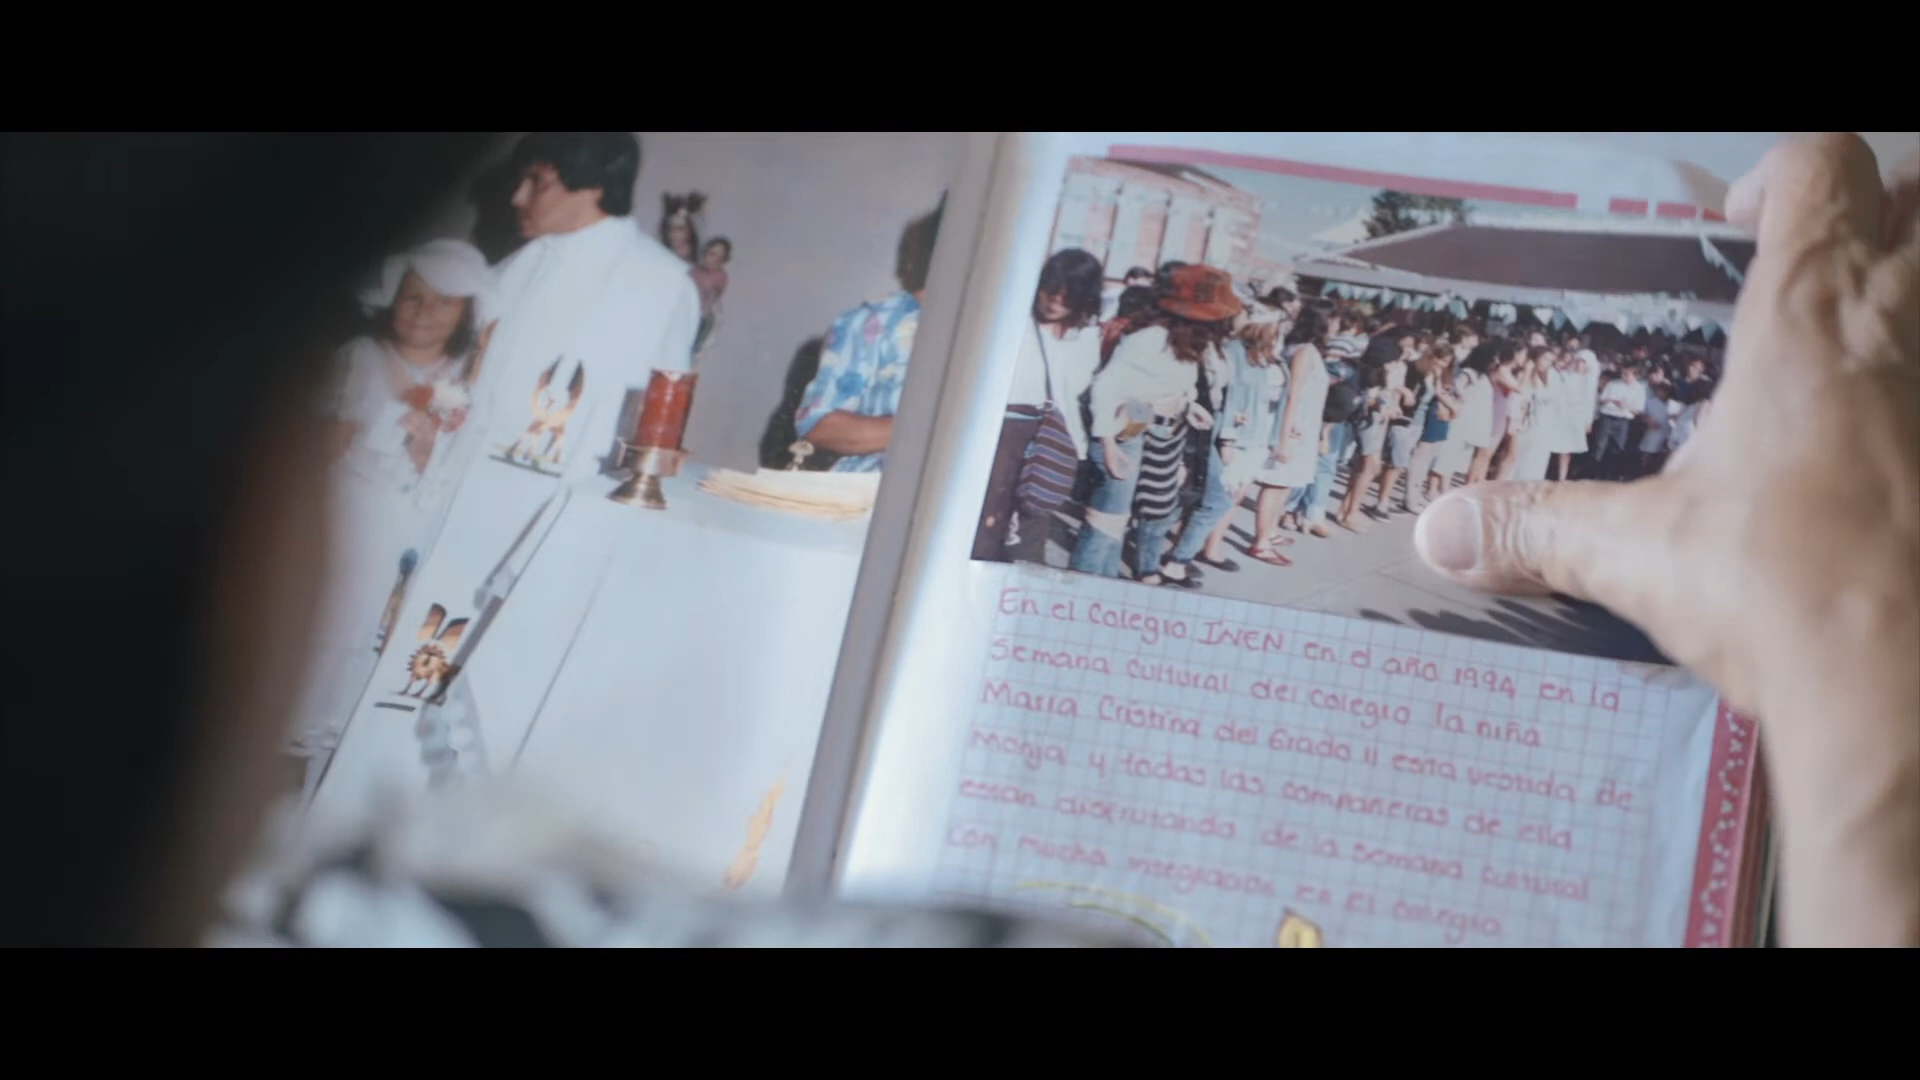 En el Colegio INEN en el año 1994 en la
Semana Cultural del Colegio la niña
Maria Cristina del Grado 11 esta vestida de
Monja y todas las compañeras de ella
estan disfrutando de la semana cultural
con mucha integracion en el colegio